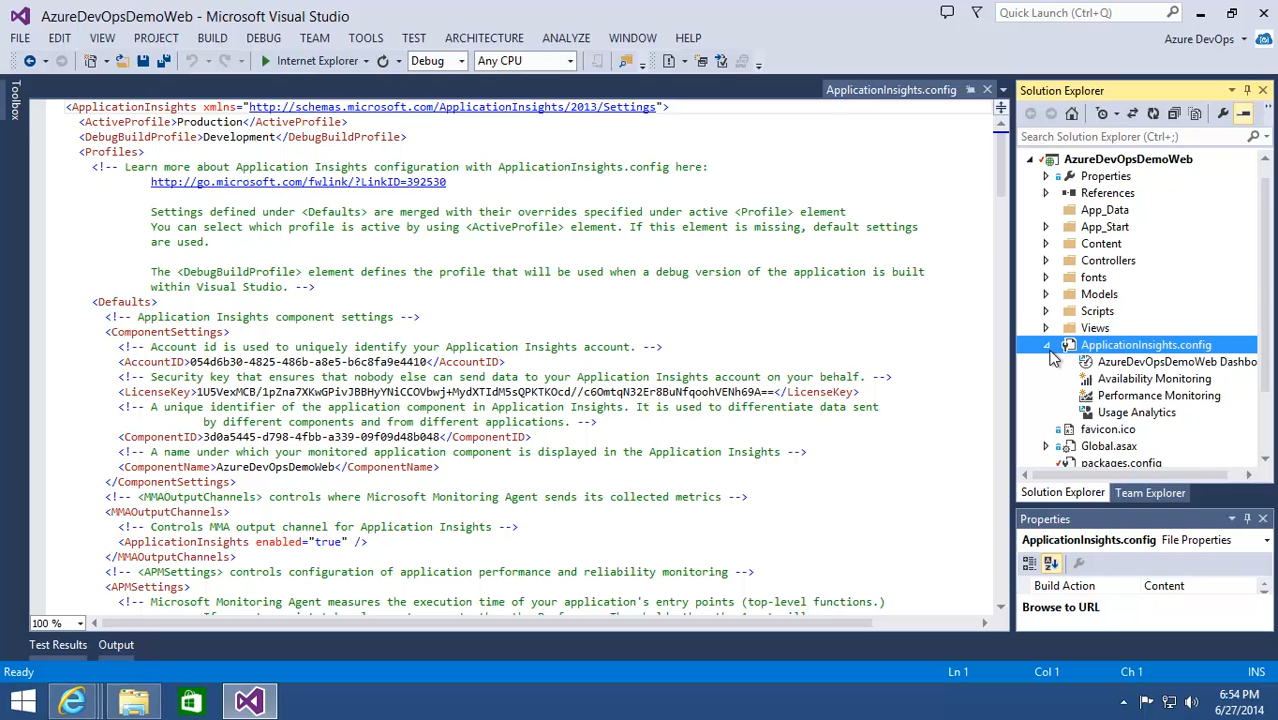 AzureDevOpsDemoWeb - Microsoft Visual Studio
Quick Launch (Ctrl+Q)
FILE EDIT VIEW PROJECT BUILD DEBUG TEAM TOOLS TEST ARCHITECTURE ANALYZE WINDOW HELP
Azure DevOps
Internet Explorer Debug Any CPU
Toolbox
ApplicationInsights.config
<ApplicationInsights xmlns="http://schemas.microsoft.com/ApplicationInsights/2013/Settings">
<ActiveProfile>Production</ActiveProfile>
<DebugBuildProfile>Development</DebugBuildProfile>
<Profiles>
<!-- Learn more about Application Insights configuration with ApplicationInsights.config here:
http://go.microsoft.com/fwlink/?LinkID=392530
Settings defined under <Defaults> are merged with their overrides specified under active <Profile> element
You can select which profile is active by using <ActiveProfile> element. If this element is missing, default settings
are used.
The <DebugBuildProfile> element defines the profile that will be used when a debug version of the application is built
within Visual Studio. -->
<Defaults>
<!-- Application Insights component settings -->
<ComponentSettings>
<!-- Account id is used to uniquely identify your Application Insights account. -->
<AccountID>054d6b30-4825-486b-a8e5-b6c8fa9e4410</AccountID>
<!-- Security key that ensures that nobody else can send data to your Application Insights account on your behalf. -->
<LicenseKey>1U5VexMCB/1pZna7XKwGPivJBBHyYNiCCOVbwj+MydXTIdM5sQPKTKOcd//c6OmtqN32Er8BuNfqoohVENh69A==</LicenseKey>
<!-- A unique identifier of the application component in Application Insights. It is used to differentiate data sent
by different components and from different applications. -->
<ComponentID>3d0a5445-d798-4fbb-a339-09f09d48b048</ComponentID>
<!-- A name under which your monitored application component is displayed in the Application Insights -->
<ComponentName>AzureDevOpsDemoWeb</ComponentName>
</ComponentSettings>
<!-- <MMAOutputChannels> controls where Microsoft Monitoring Agent sends its collected metrics -->
<MMAOutputChannels>
<!-- Controls MMA output channel for Application Insights -->
<ApplicationInsights enabled="true" />
</MMAOutputChannels>
<!-- <APMSettings> controls configuration of application performance and reliability monitoring -->
<APMSettings>
<!-- Microsoft Monitoring Agent measures the execution time of your application's entry points (top-level functions.)
100 %
Solution Explorer
Search Solution Explorer (Ctrl+;)
AzureDevOpsDemoWeb
Properties
References
App_Data
App_Start
Content
Controllers
fonts
Models
Scripts
Views
ApplicationInsights.config
AzureDevOpsDemoWeb Dashbo
Availability Monitoring
Performance Monitoring
Usage Analytics
favicon.ico
Global.asax
packages.config
Solution Explorer Team Explorer
Properties
ApplicationInsights.config File Properties
Build Action Content
Browse to URL
Test Results Output
Ready Ln 1 Col 1 Ch 1 INS
6:54 PM
6/27/2014